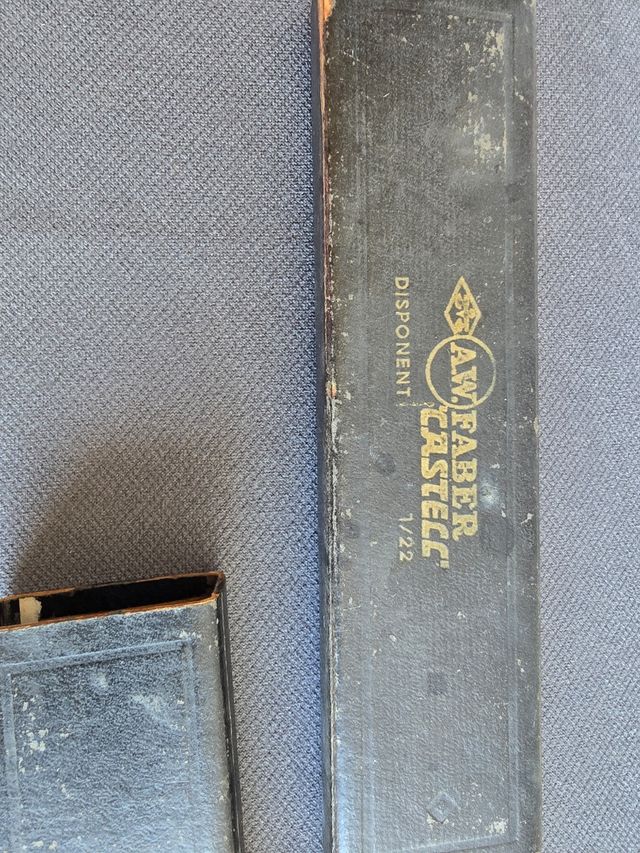 A.W. FABER
CASTELL
DISPONENT 1/22